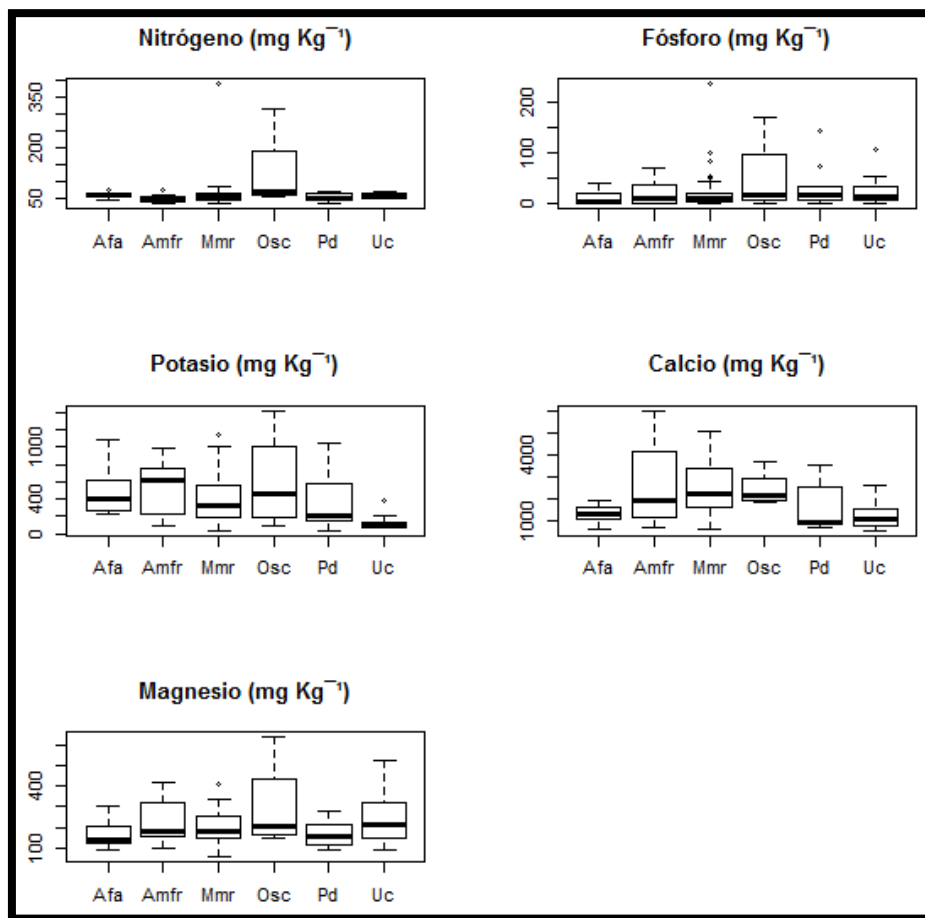 Nitrógeno (mg Kg¯¹)
350
200
50
Afa Amfr Mmr Osc Pd Uc
Fósforo (mg Kg¯¹)
200
100
0
Afa Amfr Mmr Osc Pd Uc
Potasio (mg Kg¯¹)
1000
400
0
Afa Amfr Mmr Osc Pd Uc
Calcio (mg Kg¯¹)
4000
1000
Afa Amfr Mmr Osc Pd Uc
Magnesio (mg Kg¯¹)
400
100
Afa Amfr Mmr Osc Pd Uc